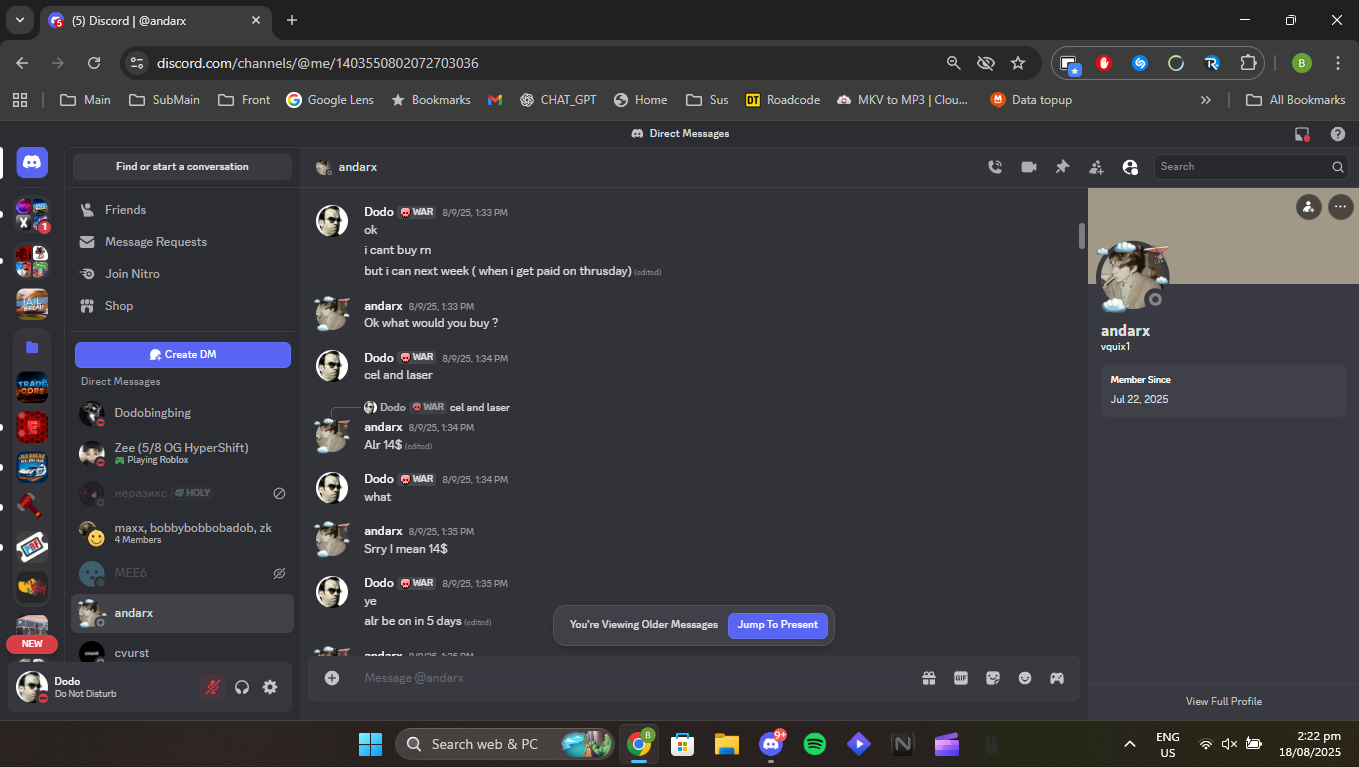 (5) Discord | @andarx
discord.com/channels/@me/1403550802072703036
B
Main
SubMain
Front
Google Lens
Bookmarks
CHAT_GPT
Home
Sus
DT
Roadcode
MKV to MP3 | Clou...
Data topup
All Bookmarks
Direct Messages
Find or start a conversation
andarx
Search
Friends
Message Requests
Join Nitro
Shop
Create DM
Direct Messages
Dodobingbing
Zee (5/8 OG HyperShift)
Playing Roblox
неразикс HOLY
maxx, bobbybobbobadob, zk
4 Members
MEE6
andarx
cvurst
NEW
Dodo
Do Not Disturb
Dodo WAR 8/9/25, 1:33 PM
ok
i cant buy rn
but i can next week ( when i get paid on thrusday) (edited)
andarx 8/9/25, 1:33 PM
Ok what would you buy ?
Dodo WAR 8/9/25, 1:34 PM
cel and laser
Dodo WAR cel and laser
andarx 8/9/25, 1:34 PM
Alr 14$ (edited)
Dodo WAR 8/9/25, 1:34 PM
what
andarx 8/9/25, 1:35 PM
Srry I mean 14$
Dodo WAR 8/9/25, 1:35 PM
ye
alr be on in 5 days (edited)
andarx 8/9/25, 1:35 PM
You're Viewing Older Messages
Jump To Present
Message @andarx
GIF
andarx
vquix1
Member Since
Jul 22, 2025
View Full Profile
Search web & PC
B
9+
ENG
US
2:22 pm
18/08/2025